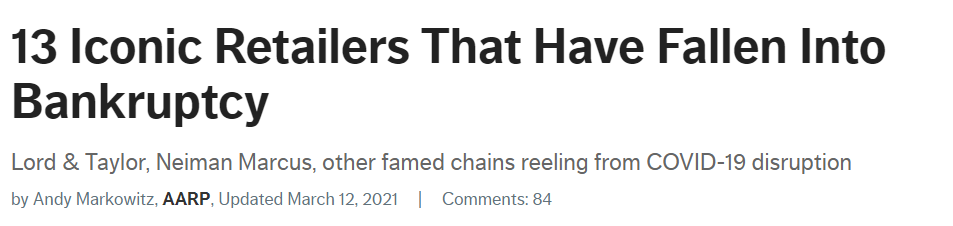 13 Iconic Retailers That Have Fallen Into
Bankruptcy
Lord & Taylor, Neiman Marcus, other famed chains reeling from COVID-19 disruption
by Andy Markowitz, AARP, Updated March 12, 2021 | Comments: 84